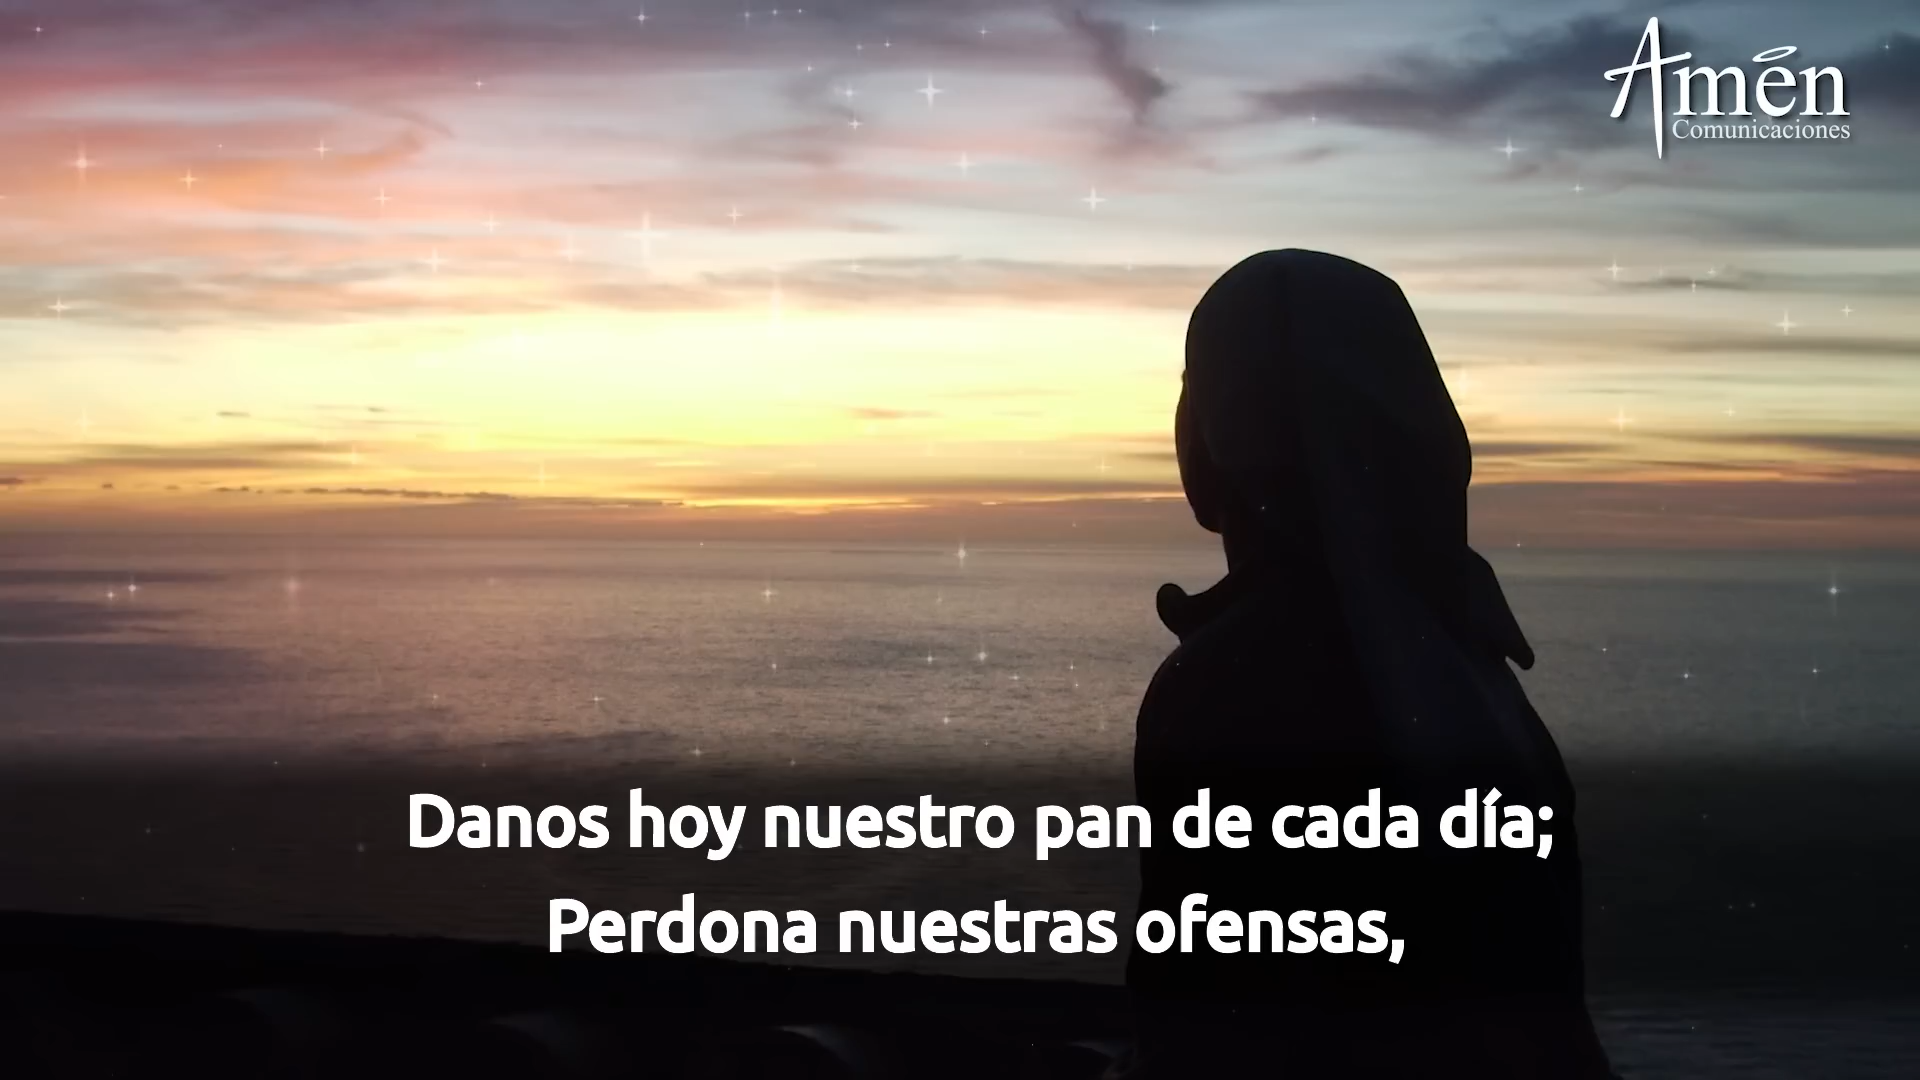 Amén
Comunicaciones
Danos hoy nuestro pan de cada día;
Perdona nuestras ofensas,